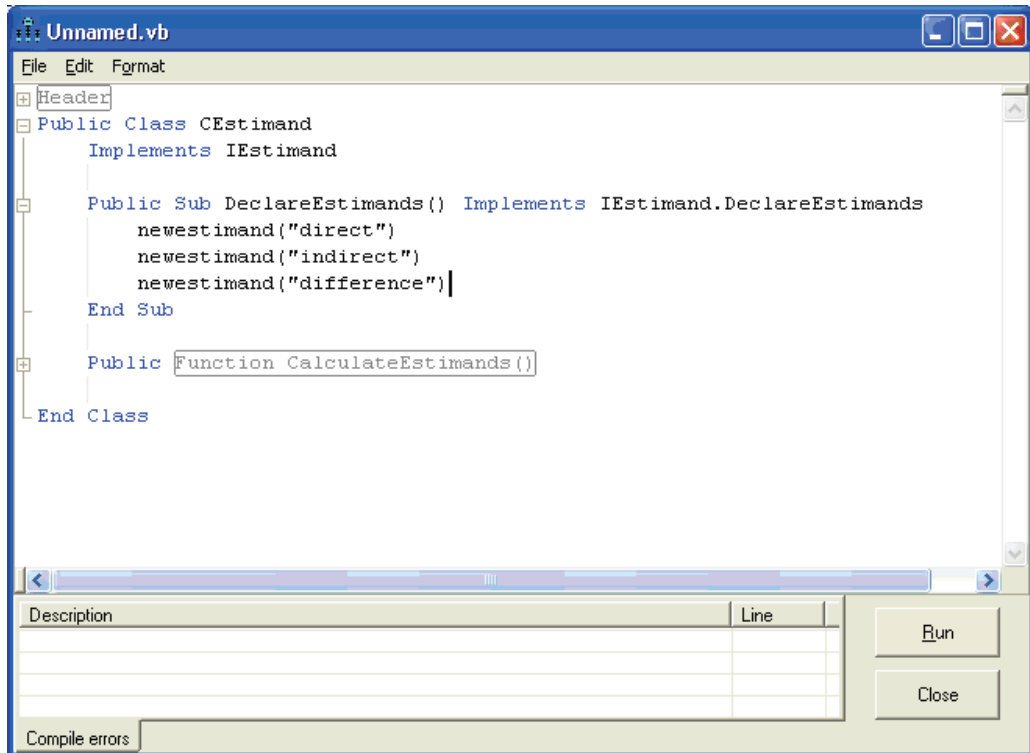 Unnamed.vb
File Edit Format
Header
Public Class CEstimand
Implements IEstimand
Public Sub DeclareEstimands() Implements IEstimand.DeclareEstimands
newestimand("direct")
newestimand("indirect")
newestimand("difference")
End Sub
Public Function CalculateEstimands()
End Class
Description Line
Run
Close
Compile errors